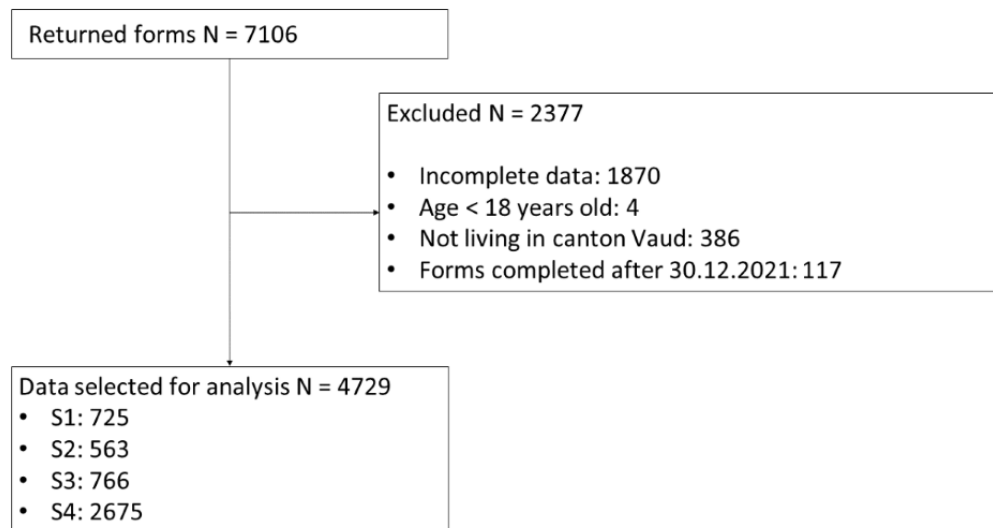 Returned forms N = 7106
Excluded N = 2377
• Incomplete data: 1870
• Age < 18 years old: 4
• Not living in canton Vaud: 386
• Forms completed after 30.12.2021: 117
Data selected for analysis N = 4729
• S1: 725
• S2: 563
• S3: 766
• S4: 2675